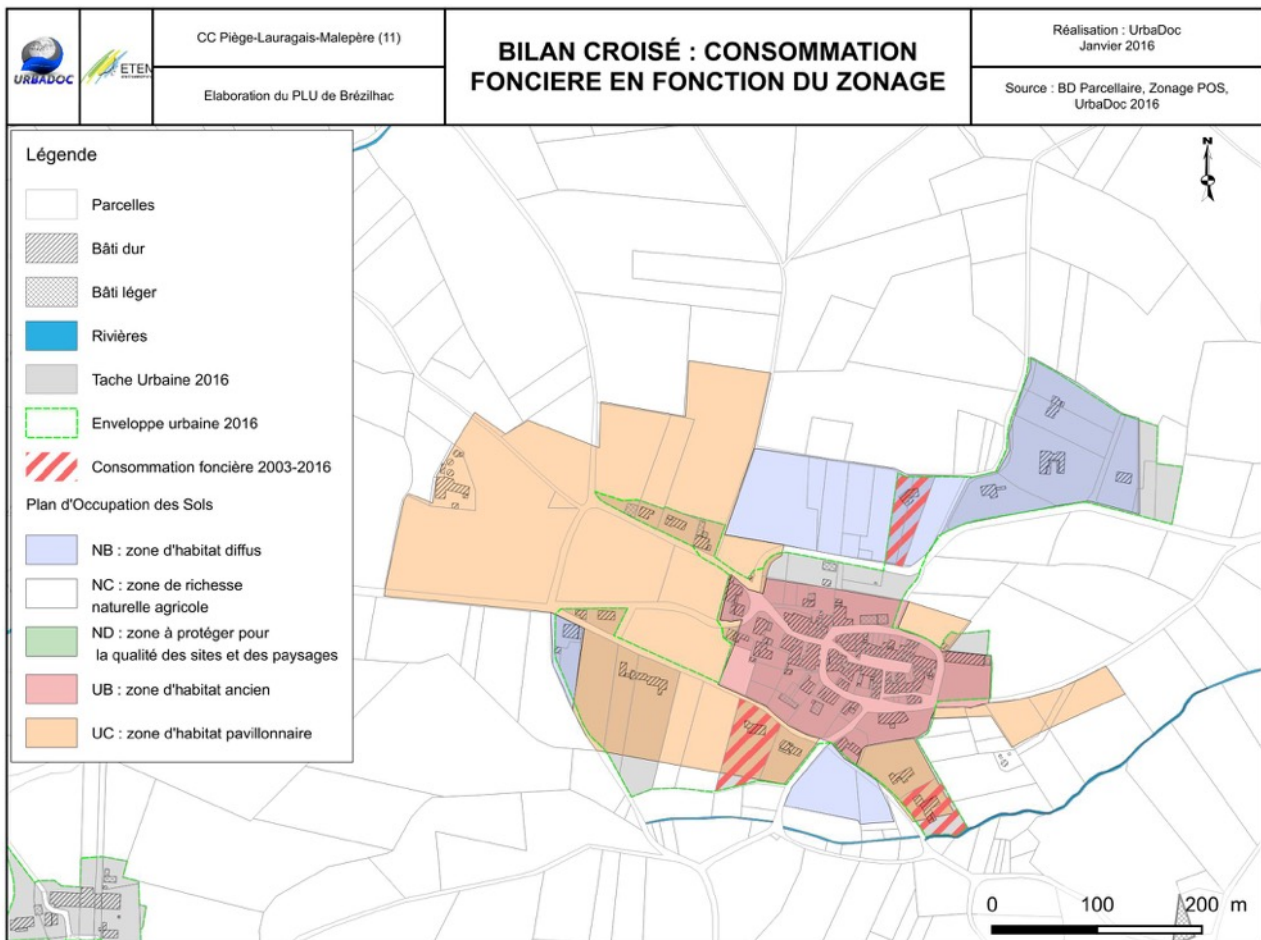 URBADOC
ETEN
CC Piège-Lauragais-Malepère (11)
Elaboration du PLU de Brézilhac
BILAN CROISÉ : CONSOMMATION
FONCIERE EN FONCTION DU ZONAGE
Réalisation : UrbaDoc
Janvier 2016
Source : BD Parcellaire, Zonage POS,
UrbaDoc 2016
Légende
Parcelles
Bâti dur
Bâti léger
Rivières
Tache Urbaine 2016
Enveloppe urbaine 2016
Consommation foncière 2003-2016
Plan d'Occupation des Sols
NB : zone d'habitat diffus
NC : zone de richesse
naturelle agricole
ND : zone à protéger pour
la qualité des sites et des paysages
UB : zone d'habitat ancien
UC : zone d'habitat pavillonnaire
N
0 100 200 m